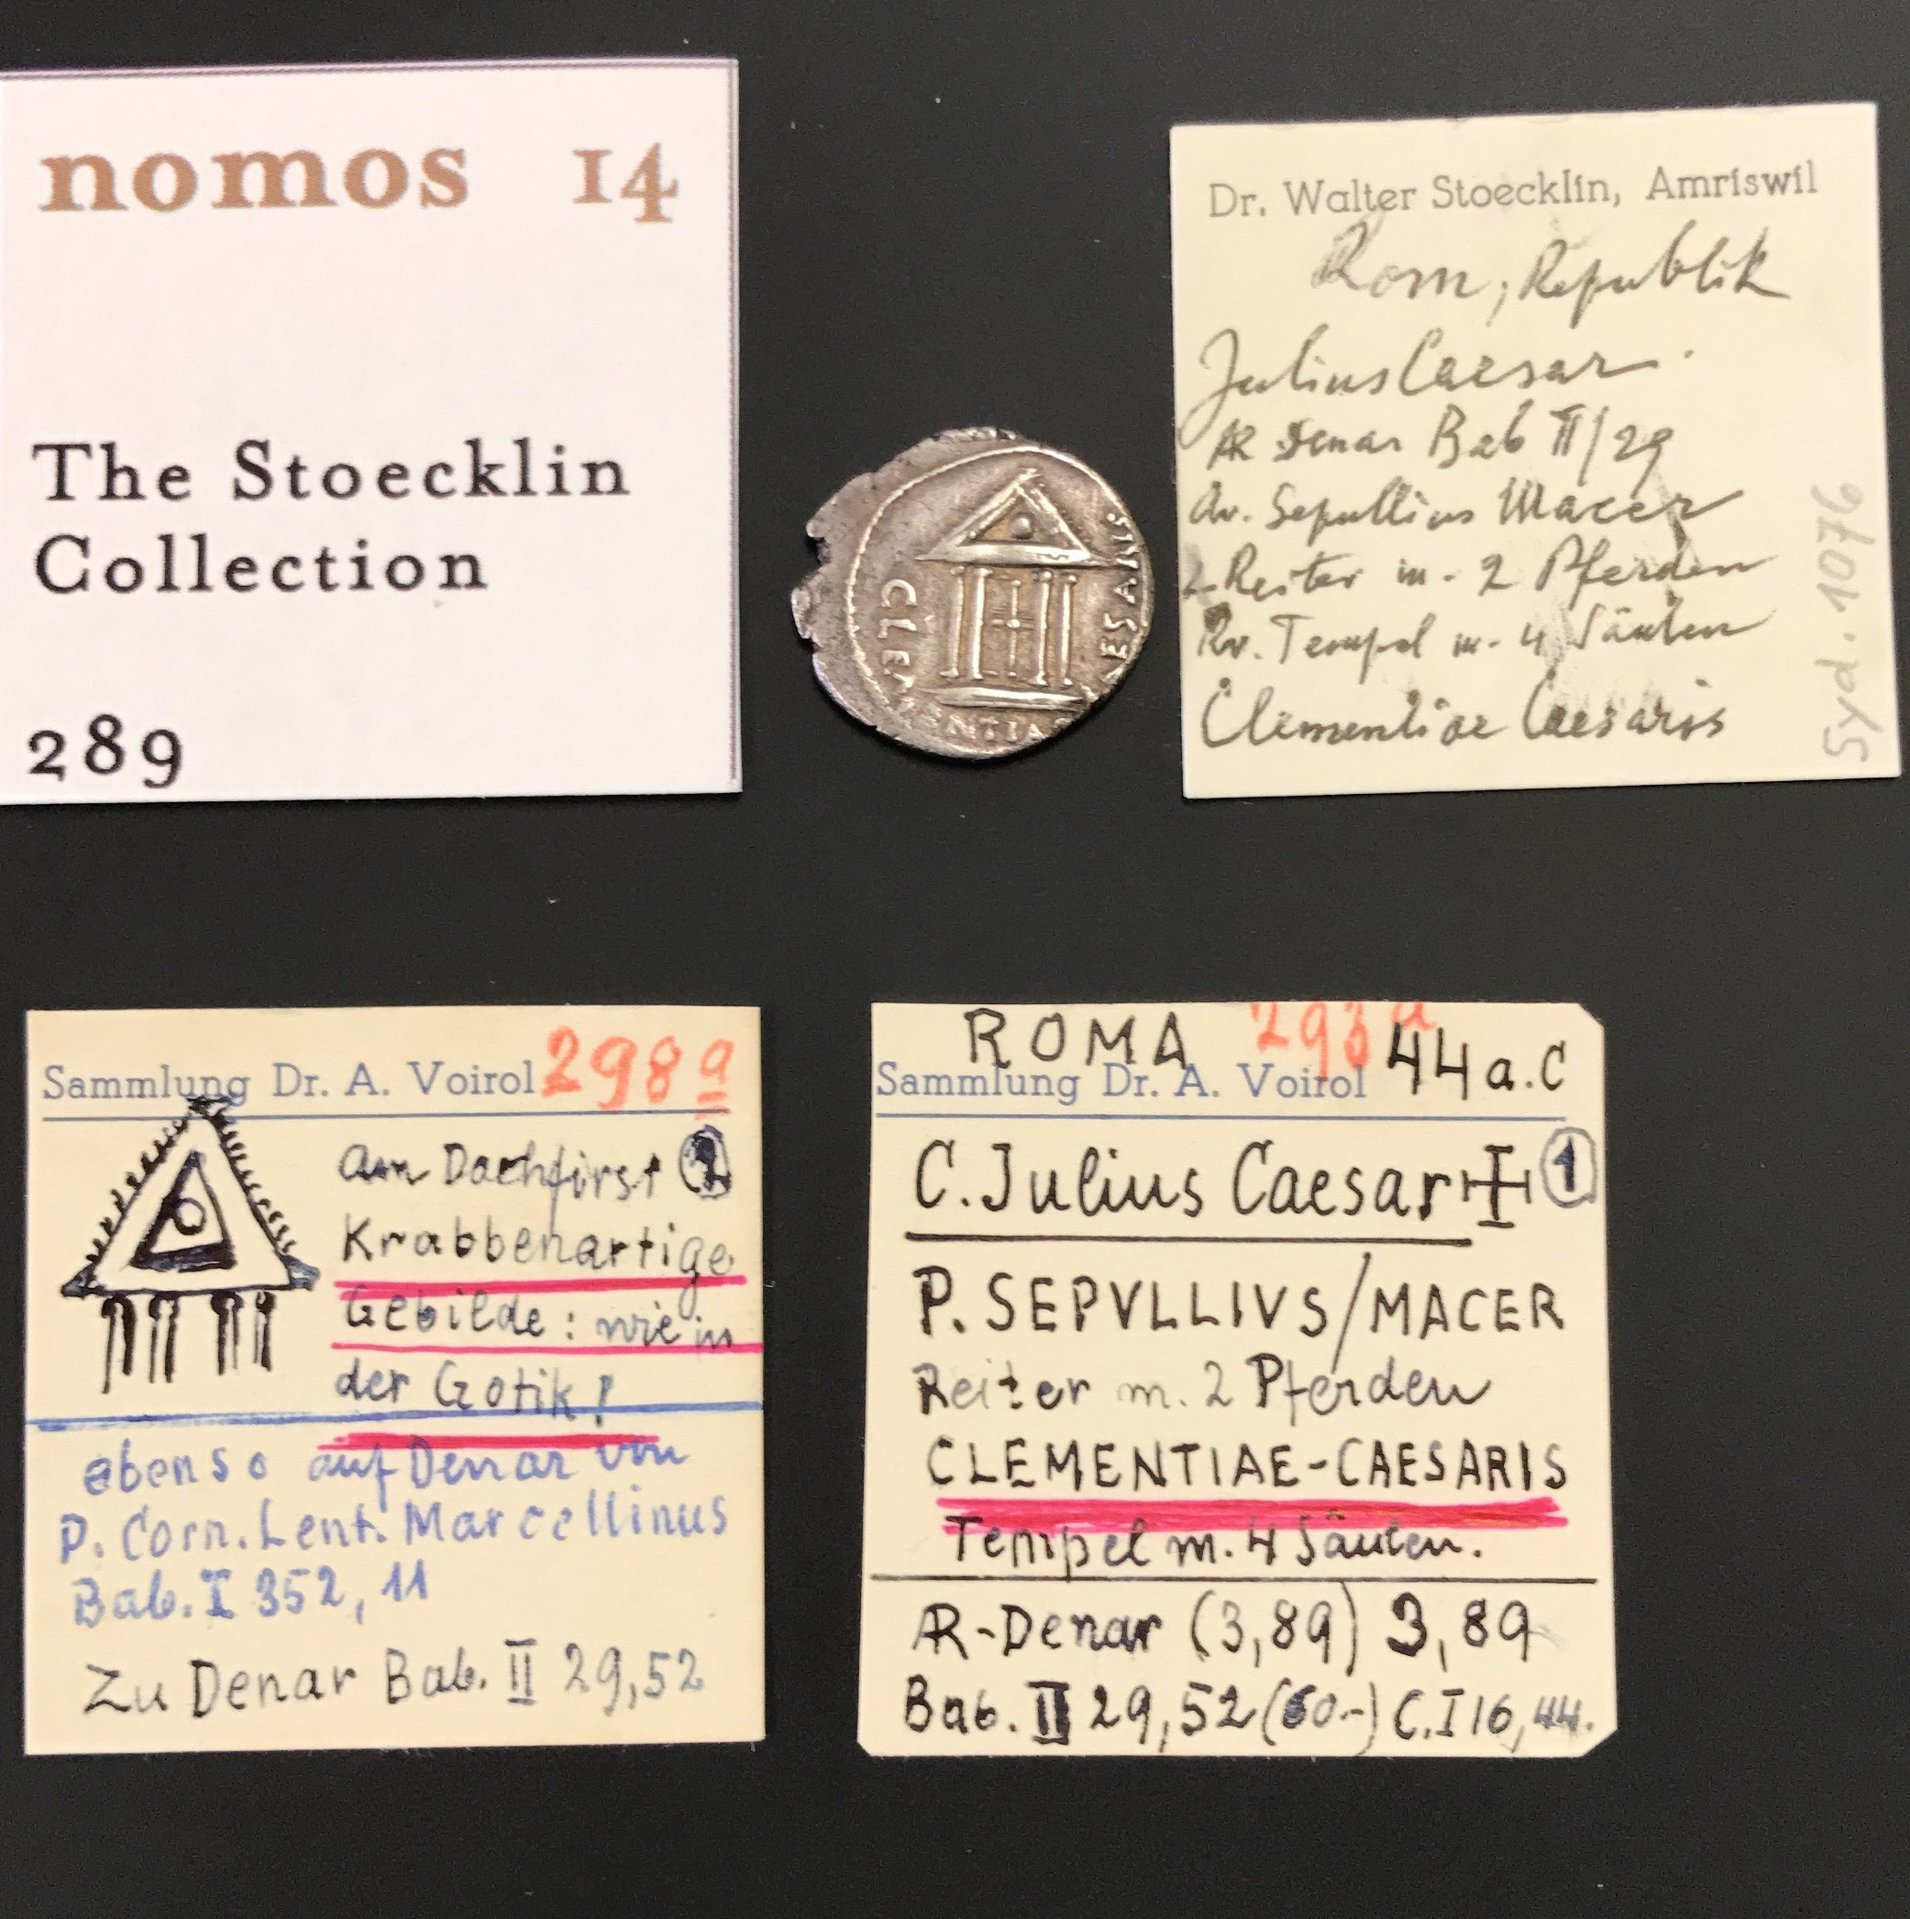 nomos 14
The Stoecklin
Collection
289
CLEMENTIAE
CAESARIS
Dr. Walter Stoecklin, Amriswil
Rom, Republik
Julius Caesar.
AR Denar Bab II/29
Av. Sepullius Macer
Reiter m. 2 Pferden
Rv. Tempel m. 4 Säulen
Clementiae Caesaris
Syd. 1076
Sammlung Dr. A. Voirol 298a
am Dachfirst 2
Krabbenartige
Gebilde: wie in
der Gotik!
ebenso auf Denar von
P. Corn. Lent. Marcellinus
Bab. I 352, 11
Zu Denar Bab. II 29,52
ROMA 293a 44 a.C
Sammlung Dr. A. Voirol
C. Julius Caesar 1
P. SEPVLLIVS/MACER
Reiter m. 2 Pferden
CLEMENTIAE-CAESARIS
Tempel m. 4 Säulen.
AR-Denar (3,89) 3,89
Bab. II 29,52 (60.-) C. I 16, 44.